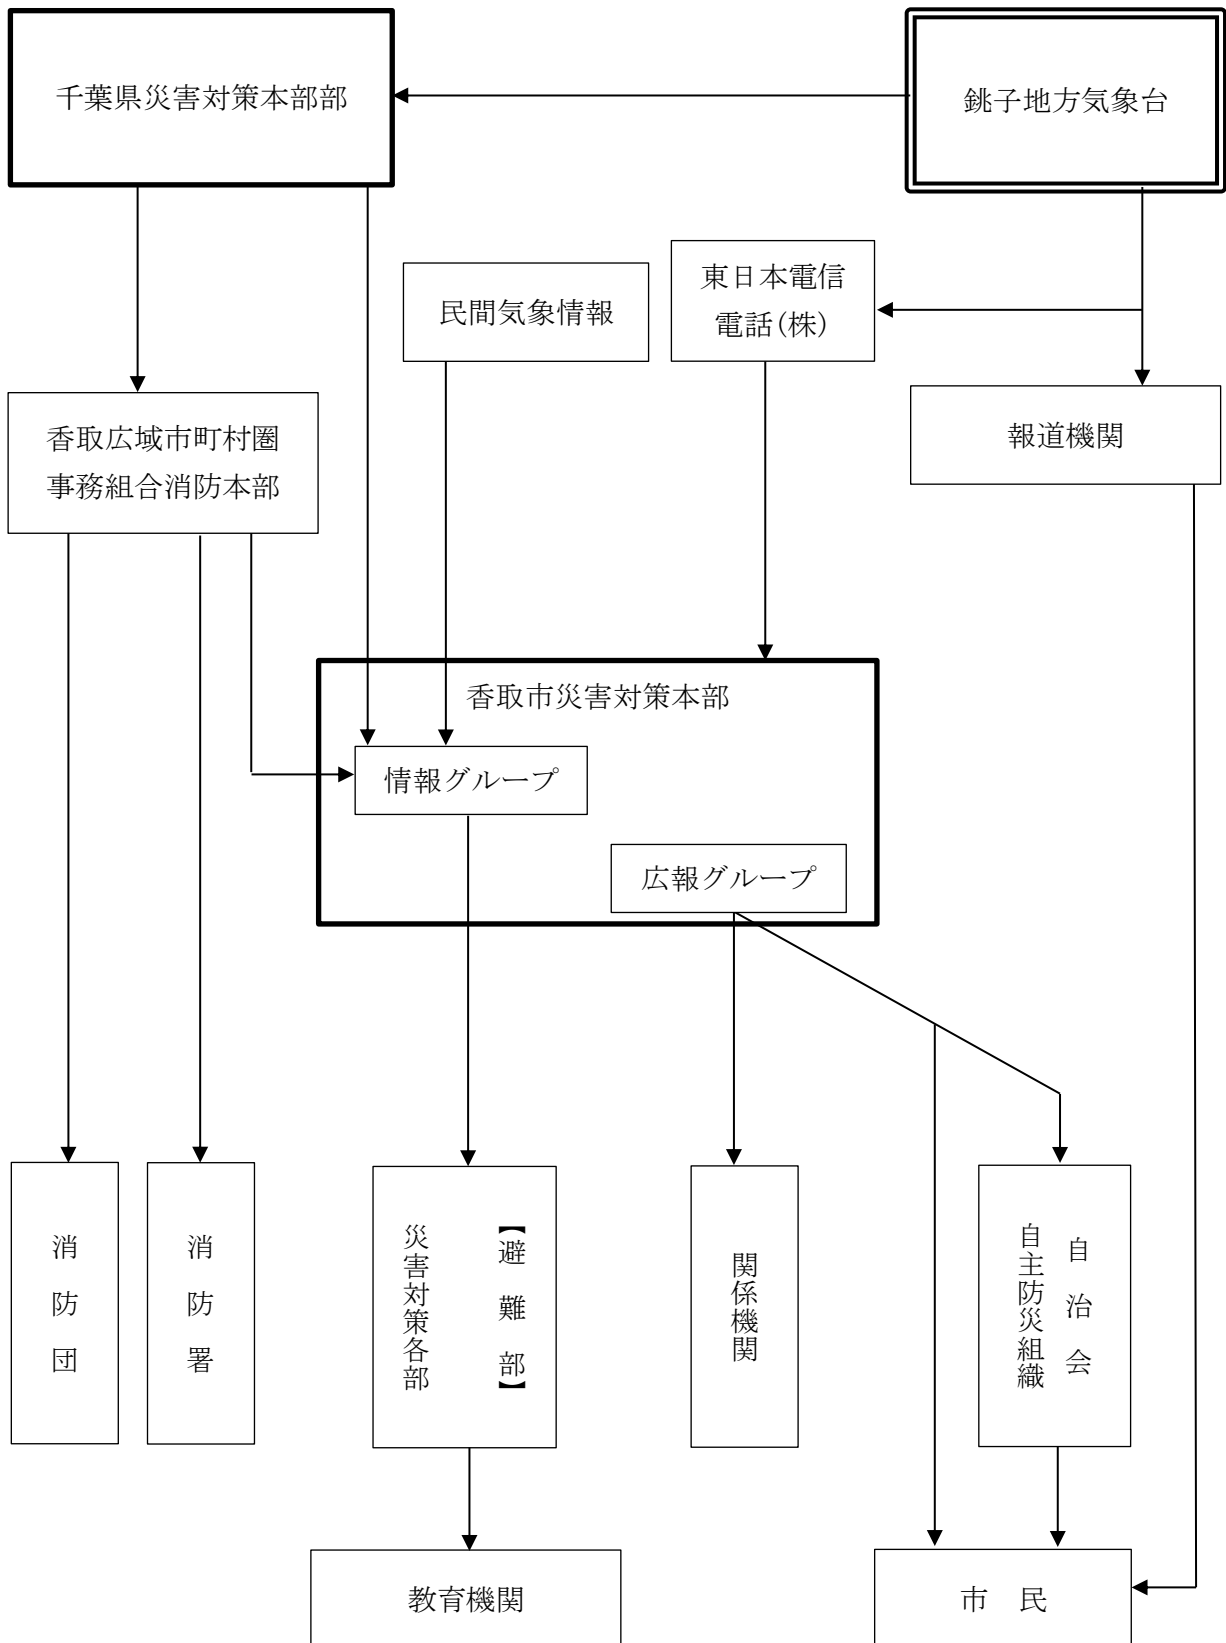 千葉県災害対策本部部
銚子地方気象台
民間気象情報
東日本電信
電話(株)
香取広域市町村圏
事務組合消防本部
報道機関
香取市災害対策本部
情報グループ
広報グループ
消防団
消防署
【避難部】
災害対策各部
関係機関
自治会
自主防災組織
教育機関
市　民